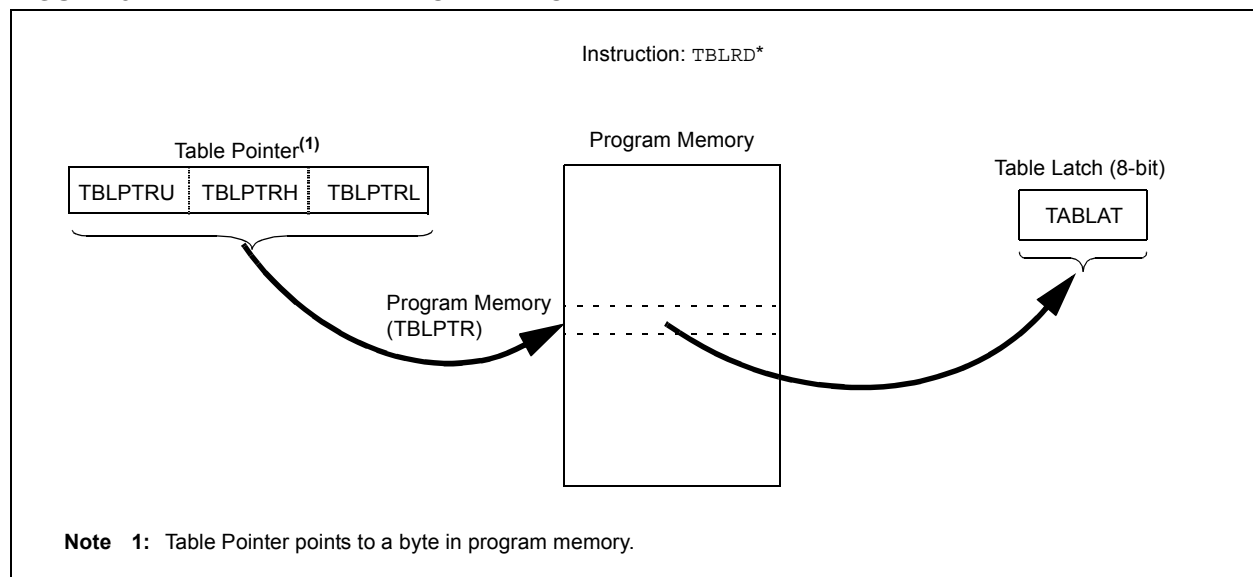 Instruction: TBLRD*
Program Memory
Table Pointer(1)
Table Latch (8-bit)
TBLPTRU TBLPTRH TBLPTRL
TABLAT
Program Memory
(TBLPTR)
Note 1: Table Pointer points to a byte in program memory.